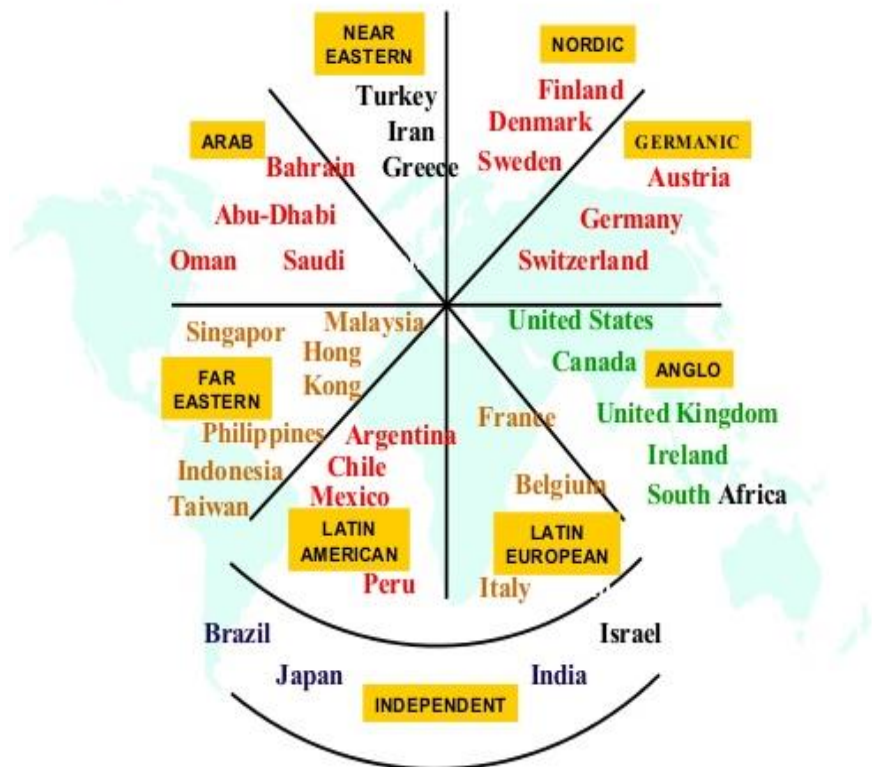 NEAR
EASTERN
Turkey
Iran
Greece
NORDIC
Finland
Denmark
Sweden
ARAB
Bahrain
Abu-Dhabi
Oman Saudi
GERMANIC
Austria
Germany
Switzerland
Singapor Malaysia
Hong
Kong
FAR
EASTERN
Philippines
Indonesia
Taiwan
United States
Canada
ANGLO
United Kingdom
Ireland
South Africa
Argentina
Chile
Mexico
LATIN
AMERICAN
Peru
France
Belgium
LATIN
EUROPEAN
Italy
Brazil
Japan
INDEPENDENT
India
Israel